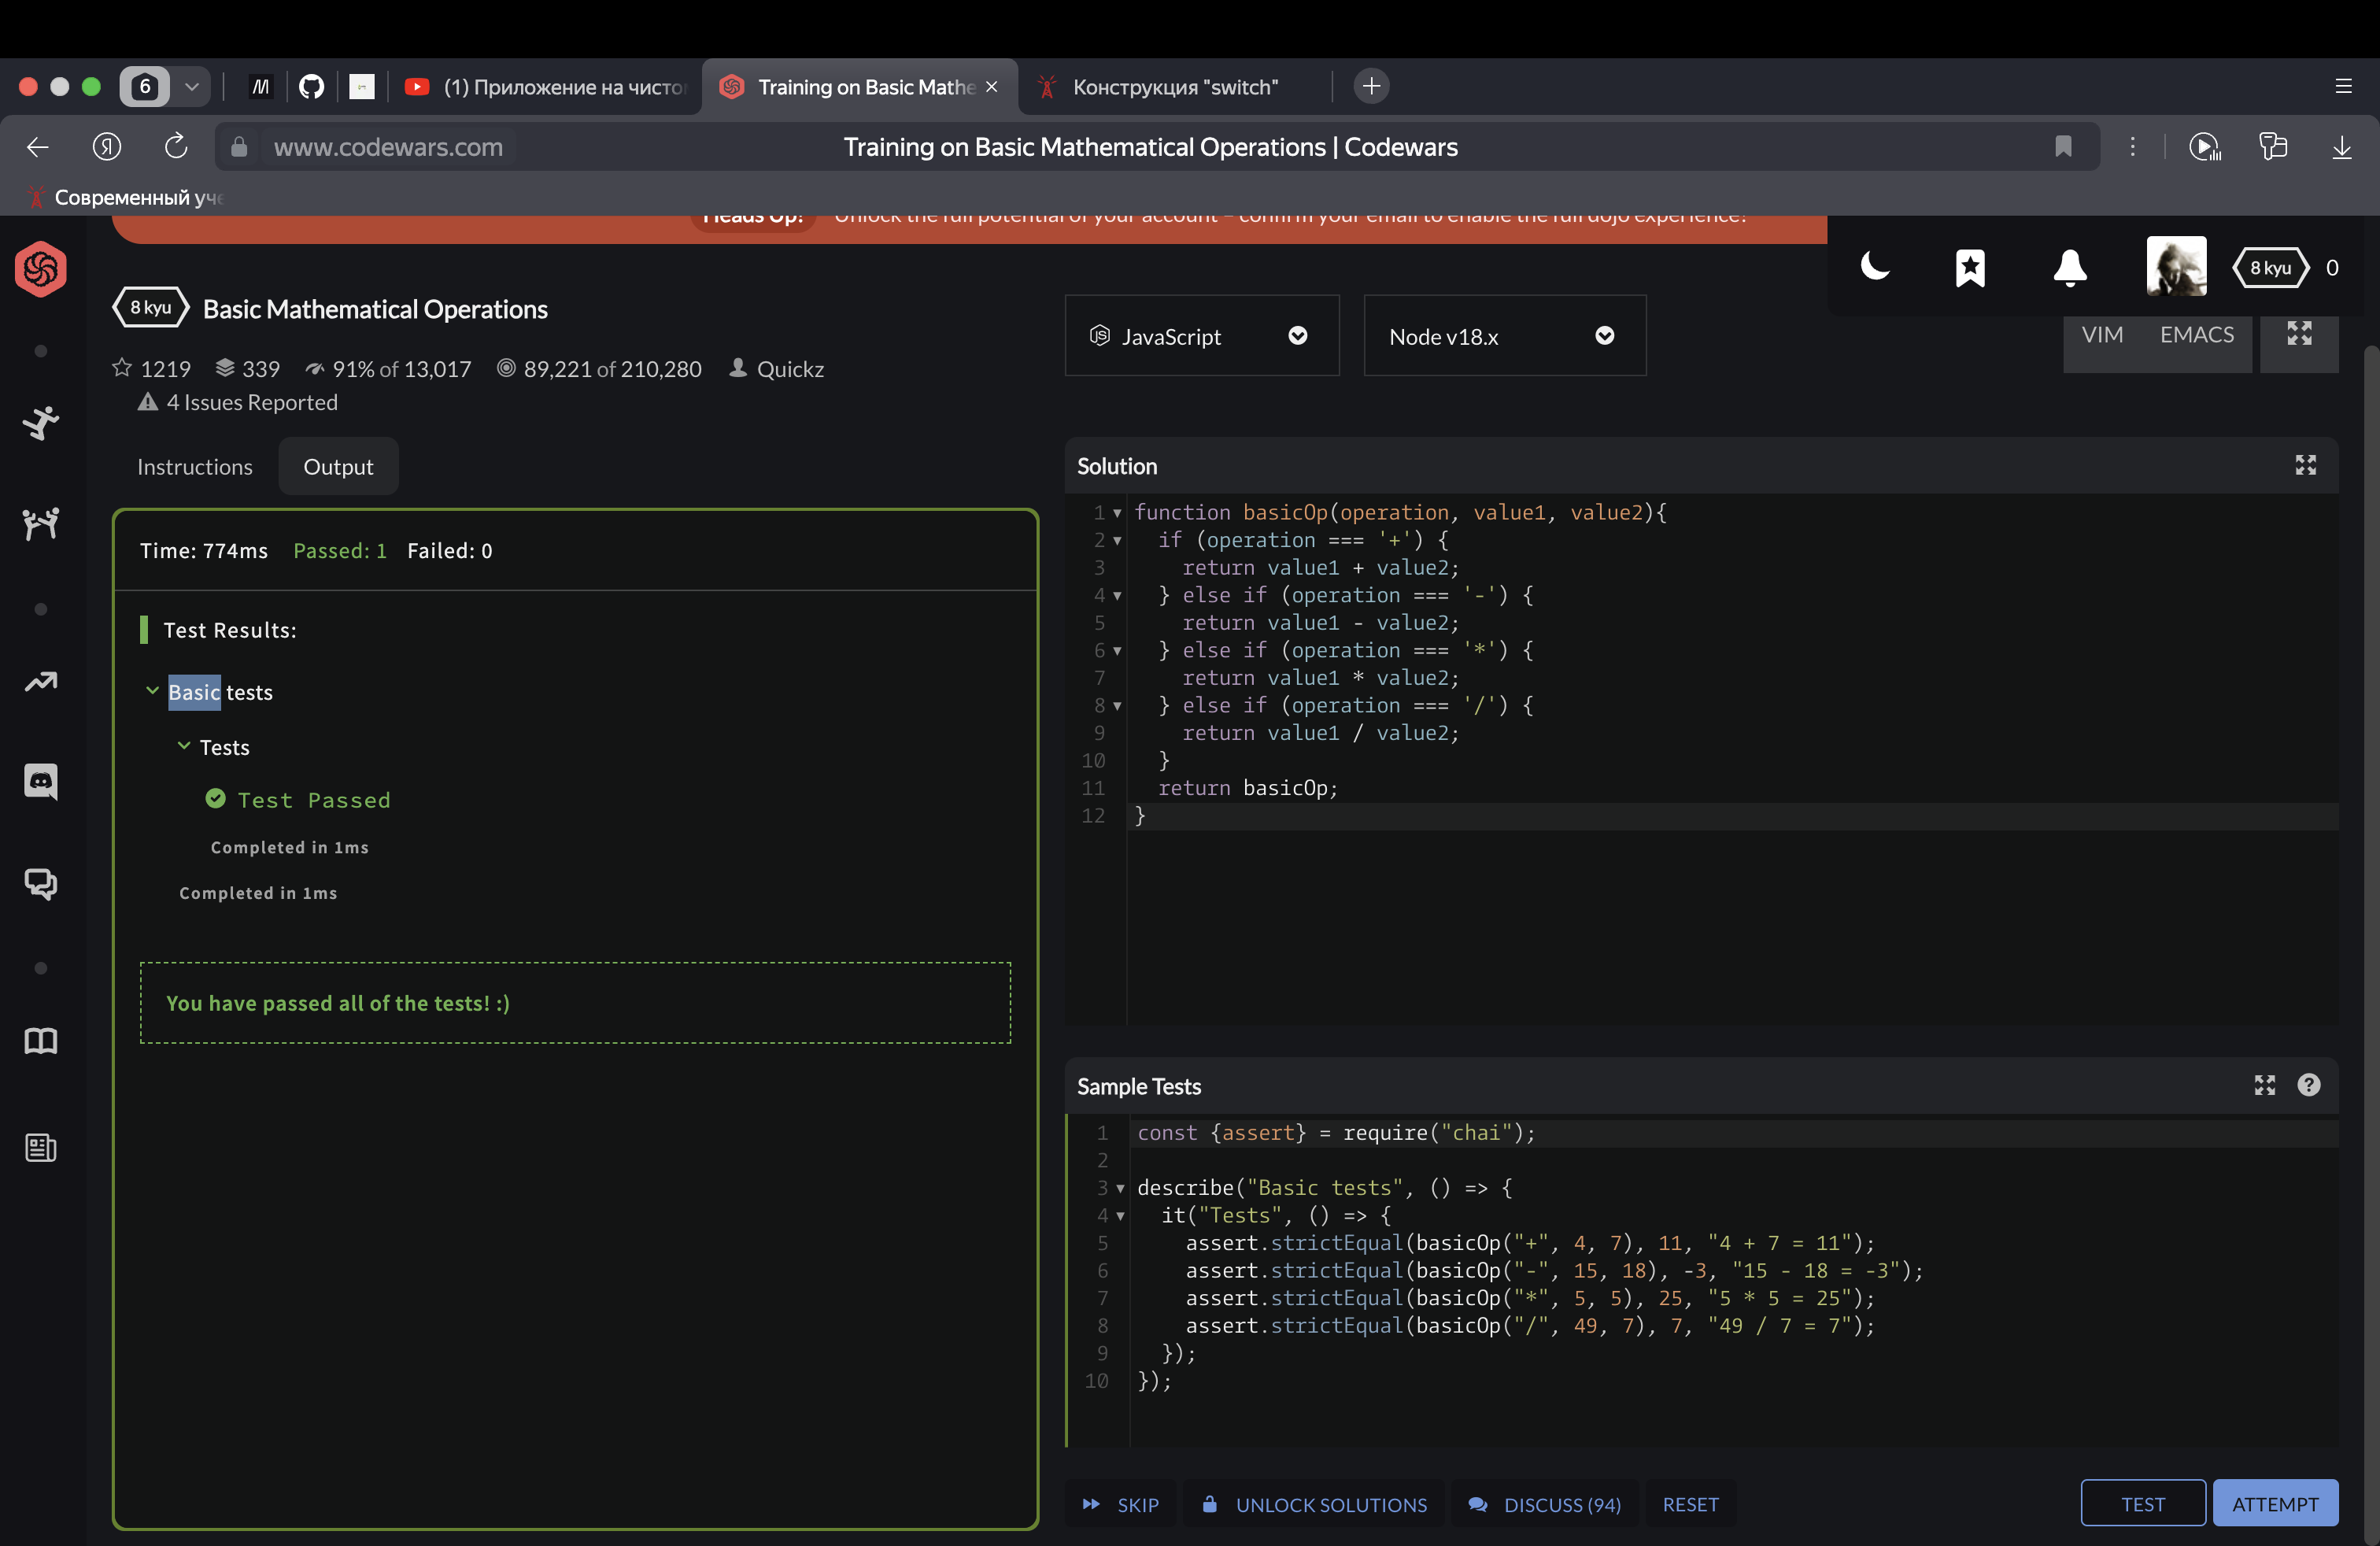 6
(1) Приложение на чисто
Training on Basic Mathe
Конструкция "switch"
www.codewars.com
Training on Basic Mathematical Operations | Codewars
Современный уче
Heads Up! Unlock the full potential of your account – confirm your email to enable the full dojo experience!
8 kyu 0
8 kyu Basic Mathematical Operations
1219 339 91% of 13,017 89,221 of 210,280 Quickz
4 Issues Reported
JavaScript
Node v18.x
VIM EMACS
Instructions Output
Time: 774ms Passed: 1 Failed: 0
Test Results:
Basic tests
Tests
Test Passed
Completed in 1ms
Completed in 1ms
You have passed all of the tests! :)
Solution
1 function basicOp(operation, value1, value2){
2 if (operation === '+') {
3 return value1 + value2;
4 } else if (operation === '-') {
5 return value1 - value2;
6 } else if (operation === '*') {
7 return value1 * value2;
8 } else if (operation === '/') {
9 return value1 / value2;
10 }
11 return basicOp;
12 }
Sample Tests
1 const {assert} = require("chai");
2
3 describe("Basic tests", () => {
4 it("Tests", () => {
5 assert.strictEqual(basicOp("+", 4, 7), 11, "4 + 7 = 11");
6 assert.strictEqual(basicOp("-", 15, 18), -3, "15 - 18 = -3");
7 assert.strictEqual(basicOp("*", 5, 5), 25, "5 * 5 = 25");
8 assert.strictEqual(basicOp("/", 49, 7), 7, "49 / 7 = 7");
9 });
10 });
SKIP UNLOCK SOLUTIONS DISCUSS (94) RESET
TEST ATTEMPT